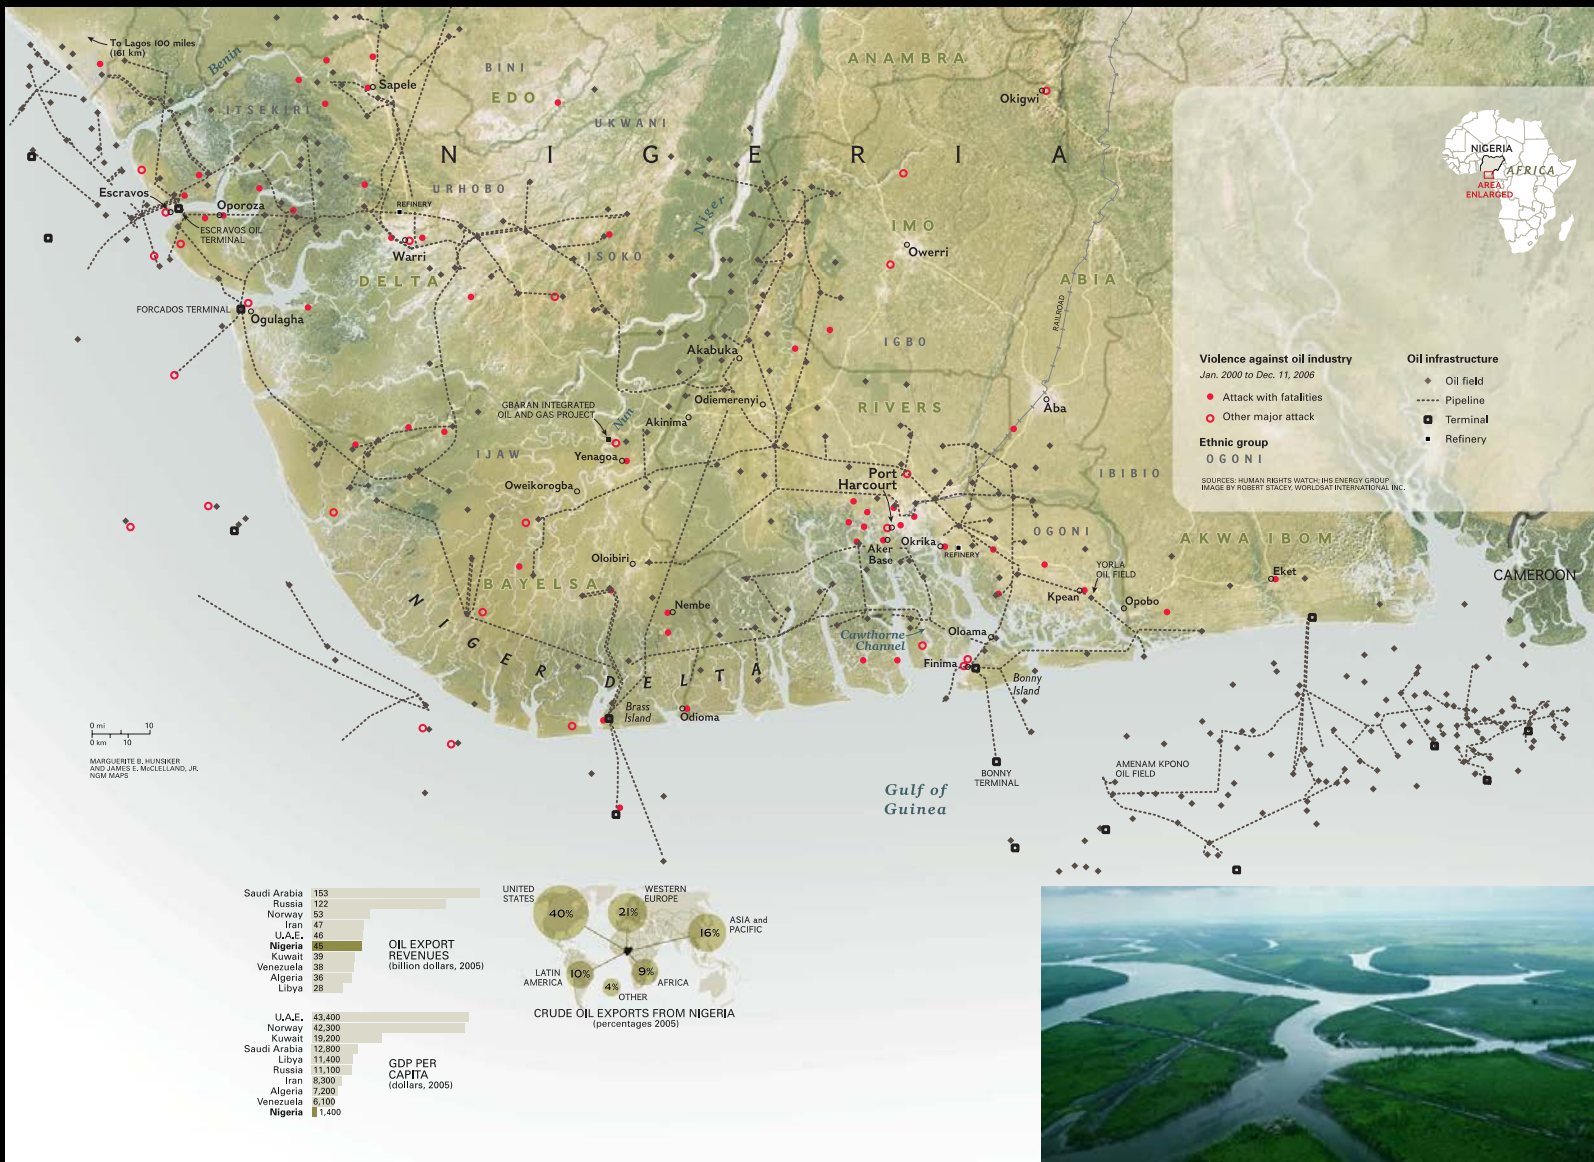 To Lagos 100 miles
(161 km)
Benin
Sapele
ITSEKIRI
BINI
EDO
UKWANI
ANAMBRA
Okigwi
NIGERIA
URHOBO
REFINERY
Escravos
Oporoza
ESCRAVOS OIL
TERMINAL
Warri
ISOKO
Niger
IMO
Owerri
DELTA
ABIA
FORCADOS TERMINAL
Ogulagha
RAILROAD
IGBO
Akabuka
GBARAN INTEGRATED
OIL AND GAS PROJECT
Nun
Akinima
Odiemerenyi
RIVERS
Aba
IJAW
Yenagoa
Oweikorogba
Port
Harcourt
IBIBIO
OGONI
AKWA IBOM
Aker
Base
Okrika
REFINERY
Oloibiri
BAYELSA
YORLA
OIL FIELD
Kpean
Opobo
Eket
CAMEROON
Nembe
NIGER DELTA
Cawthorne
Channel
Oloama
Finima
Bonny
Island
Brass
Island
Odioma
BONNY
TERMINAL
AMENAM KPONO
OIL FIELD
Gulf of
Guinea
NIGERIA
AFRICA
AREA
ENLARGED
Violence against oil industry
Jan. 2000 to Dec. 11, 2006
Attack with fatalities
Other major attack
Ethnic group
OGONI
Oil infrastructure
Oil field
Pipeline
Terminal
Refinery
SOURCES: HUMAN RIGHTS WATCH; IHS ENERGY GROUP
IMAGE BY ROBERT STACEY, WORLDSAT INTERNATIONAL INC.
0 mi 10
0 km 10
MARGUERITE B. HUNSIKER
AND JAMES E. McCLELLAND, JR.
NGM MAPS
Saudi Arabia 153
Russia 122
Norway 53
Iran 47
U.A.E. 46
Nigeria 45
Kuwait 39
Venezuela 38
Algeria 36
Libya 28
OIL EXPORT
REVENUES
(billion dollars, 2005)
U.A.E. 43,400
Norway 42,300
Kuwait 19,200
Saudi Arabia 12,800
Libya 11,400
Russia 11,100
Iran 8,300
Algeria 7,200
Venezuela 6,100
Nigeria 1,400
GDP PER
CAPITA
(dollars, 2005)
UNITED
STATES
40%
WESTERN
EUROPE
21%
ASIA and
PACIFIC
16%
LATIN
AMERICA
10%
9%
AFRICA
4%
OTHER
CRUDE OIL EXPORTS FROM NIGERIA
(percentages 2005)